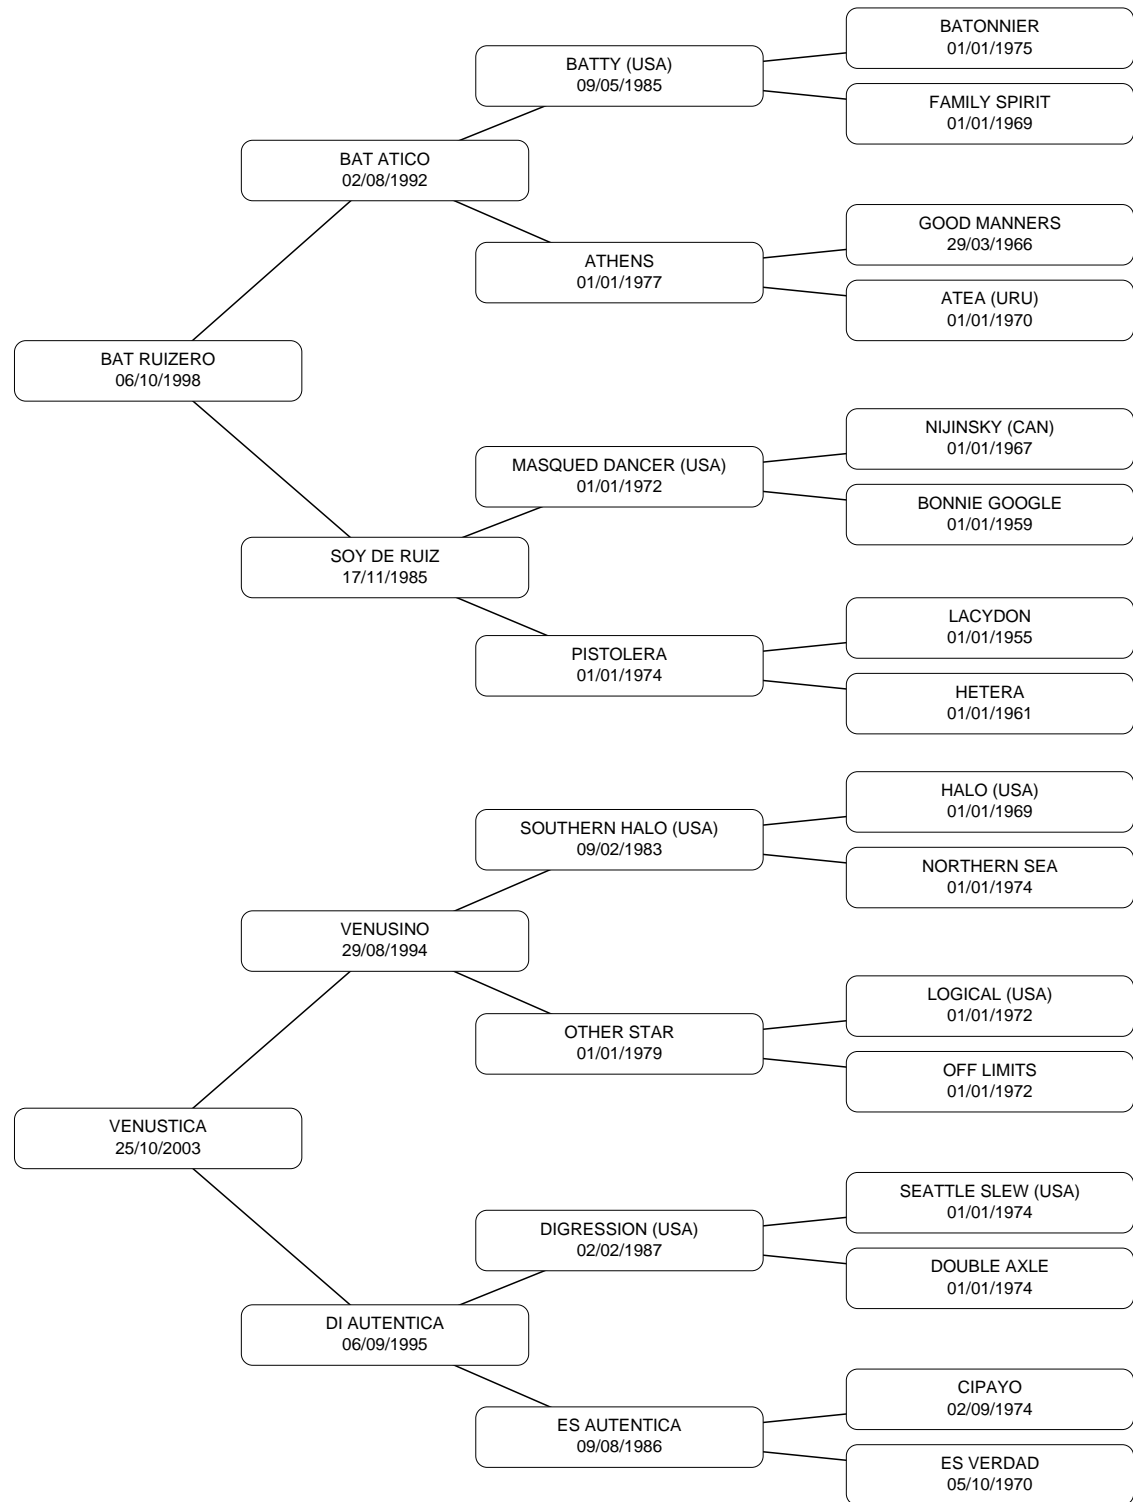 BATONNIER
01/01/1975
BATTY (USA)
09/05/1985
FAMILY SPIRIT
01/01/1969
BAT ATICO
02/08/1992
GOOD MANNERS
29/03/1966
ATHENS
01/01/1977
ATEA (URU)
01/01/1970
BAT RUIZERO
06/10/1998
NIJINSKY (CAN)
01/01/1967
MASQUED DANCER (USA)
01/01/1972
BONNIE GOOGLE
01/01/1959
SOY DE RUIZ
17/11/1985
LACYDON
01/01/1955
PISTOLERA
01/01/1974
HETERA
01/01/1961
HALO (USA)
01/01/1969
SOUTHERN HALO (USA)
09/02/1983
NORTHERN SEA
01/01/1974
VENUSINO
29/08/1994
LOGICAL (USA)
01/01/1972
OTHER STAR
01/01/1979
OFF LIMITS
01/01/1972
VENUSTICA
25/10/2003
SEATTLE SLEW (USA)
01/01/1974
DIGRESSION (USA)
02/02/1987
DOUBLE AXLE
01/01/1974
DI AUTENTICA
06/09/1995
CIPAYO
02/09/1974
ES AUTENTICA
09/08/1986
ES VERDAD
05/10/1970